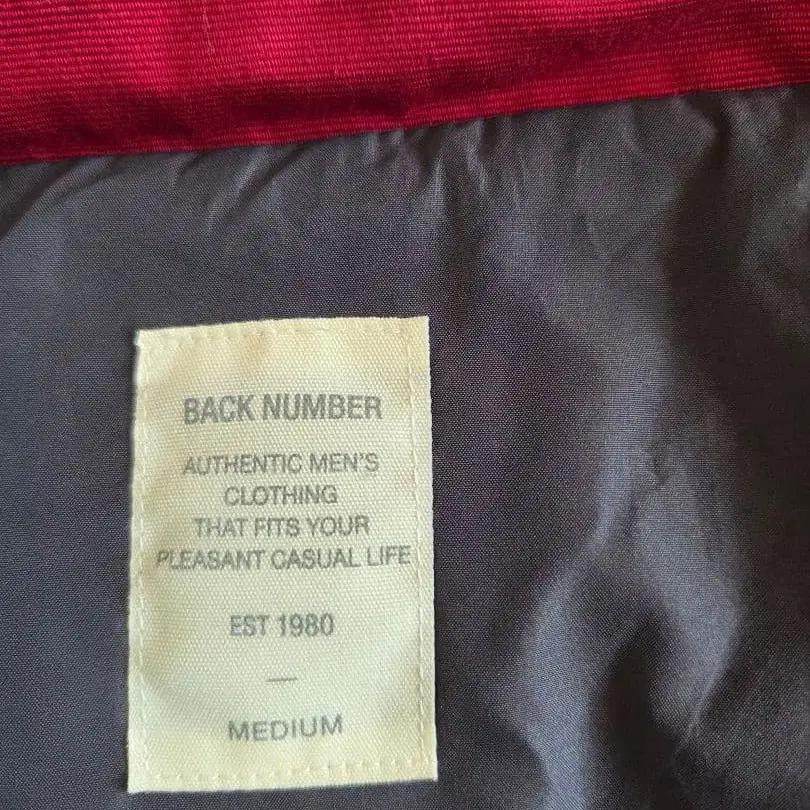 BACK NUMBER
AUTHENTIC MEN'S
CLOTHING
THAT FITS YOUR
PLEASANT CASUAL LIFE
EST 1980
—
MEDIUM